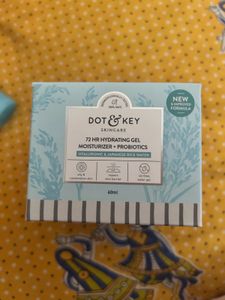 DOT & KEY
SKINCARE
72 HR HYDRATING GEL
MOISTURIZER + PROBIOTICS
HYALURONIC & JAPANESE RICE WATER
NEW
& IMPROVED
FORMULA
60ml